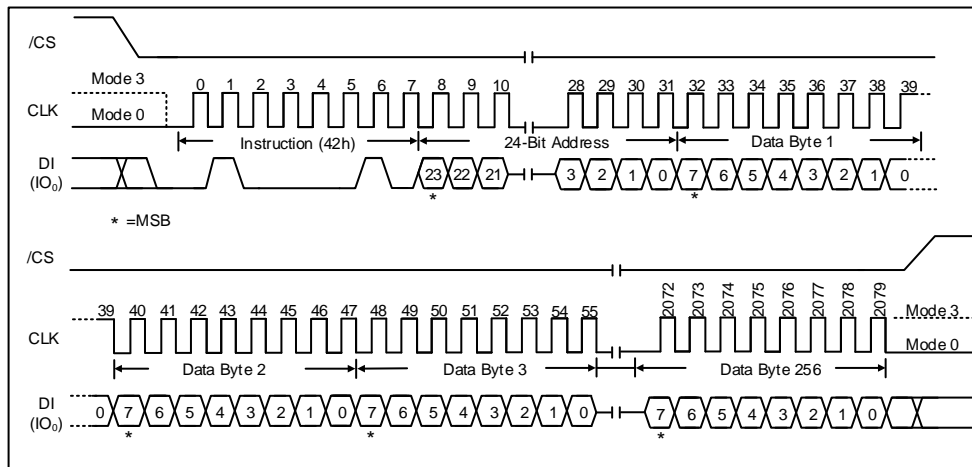 /CS
Mode 3
0 1 2 3 4 5 6 7 8 9 10 28 29 30 31 32 33 34 35 36 37 38 39
CLK
Mode 0
Instruction (42h) 24-Bit Address Data Byte 1
DI
(IO₀)
23 22 21 3 2 1 0 7 6 5 4 3 2 1 0
* *
* =MSB
/CS
39 40 41 42 43 44 45 46 47 48 49 50 51 52 53 54 55 2072 2073 2074 2075 2076 2077 2078 2079
Mode 3
CLK
Mode 0
Data Byte 2 Data Byte 3 Data Byte 256
DI
(IO₀)
0 7 6 5 4 3 2 1 0 7 6 5 4 3 2 1 0 7 6 5 4 3 2 1 0
* * *